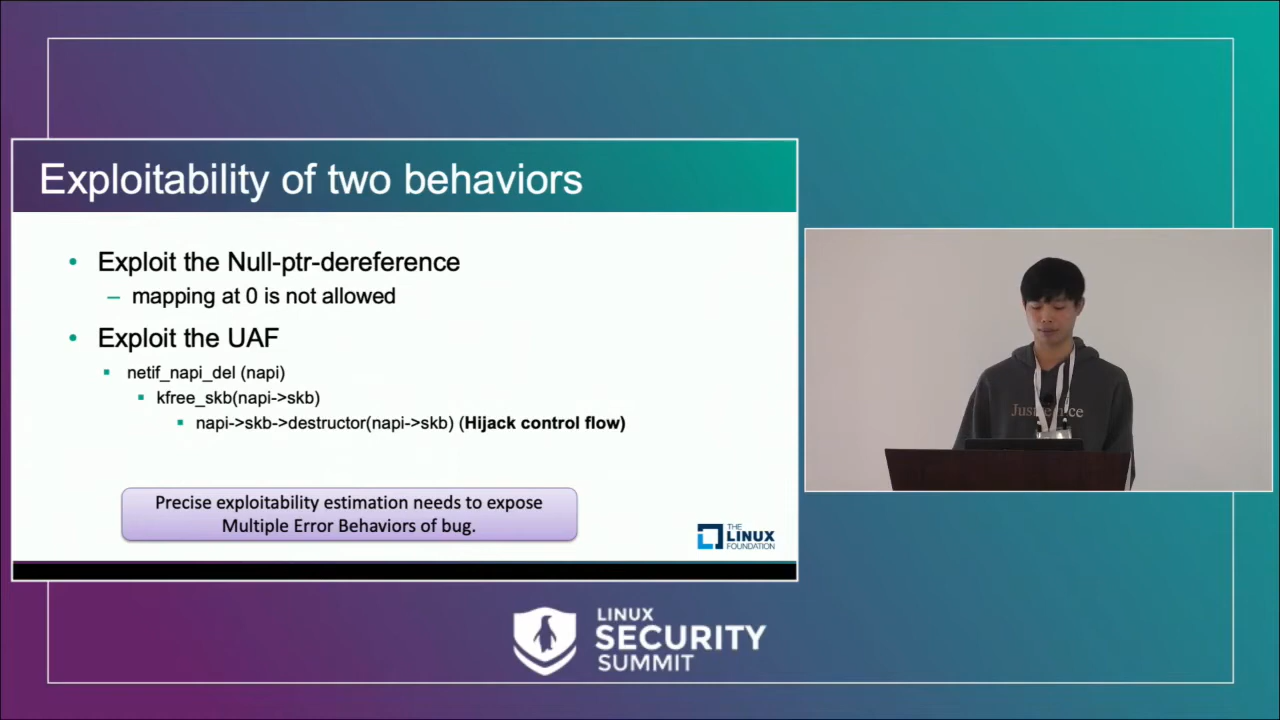 Exploitability of two behaviors
• Exploit the Null-ptr-dereference
– mapping at 0 is not allowed
• Exploit the UAF
▪ netif_napi_del (napi)
▪ kfree_skb(napi->skb)
▪ napi->skb->destructor(napi->skb) (Hijack control flow)
Precise exploitability estimation needs to expose
Multiple Error Behaviors of bug.
THE
LINUX
FOUNDATION
LINUX
SECURITY
SUMMIT